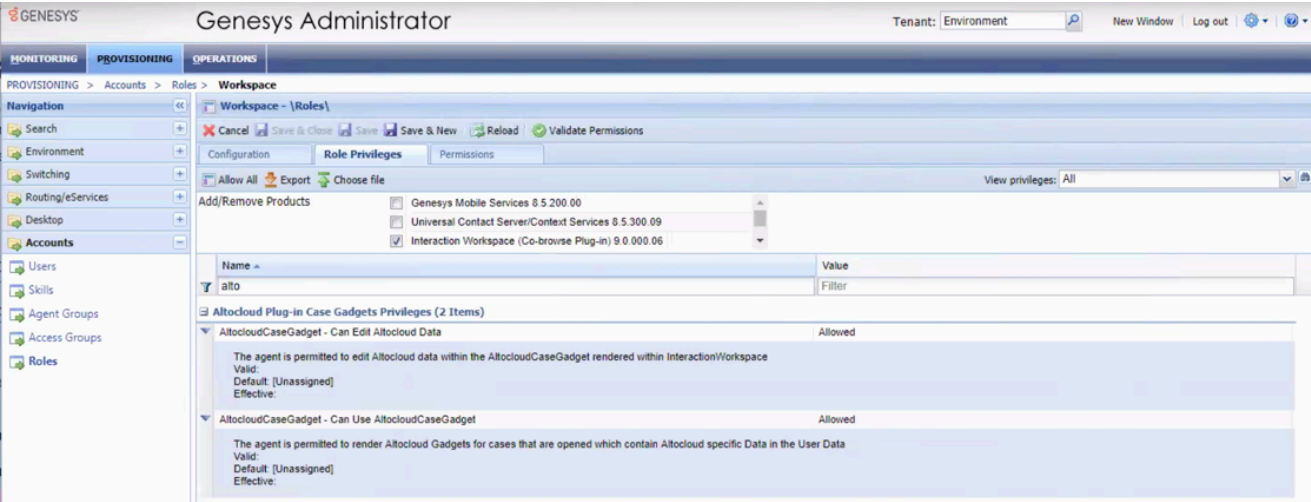 GENESYS
Genesys Administrator
Tenant: Environment
New Window Log out
MONITORING PROVISIONING OPERATIONS
PROVISIONING > Accounts > Roles > Workspace
Navigation
Workspace - \Roles\
Search
Cancel Save & Close Save Save & New Reload Validate Permissions
Environment
Configuration Role Privileges Permissions
Switching
Allow All Export Choose file
View privileges: All
Routing/eServices
Add/Remove Products
Genesys Mobile Services 8.5.200.00
Desktop
Universal Contact Server/Context Services 8.5.300.09
Accounts
Interaction Workspace (Co-browse Plug-in) 9.0.000.06
Users
Name Value
Skills
alto Filter
Agent Groups
Altocloud Plug-in Case Gadgets Privileges (2 Items)
Access Groups
AltocloudCaseGadget - Can Edit Altocloud Data Allowed
Roles
The agent is permitted to edit Altocloud data within the AltocloudCaseGadget rendered within InteractionWorkspace
Valid:
Default: [Unassigned]
Effective:
AltocloudCaseGadget - Can Use AltocloudCaseGadget Allowed
The agent is permitted to render Altocloud Gadgets for cases that are opened which contain Altocloud specific Data in the User Data
Valid:
Default: [Unassigned]
Effective: